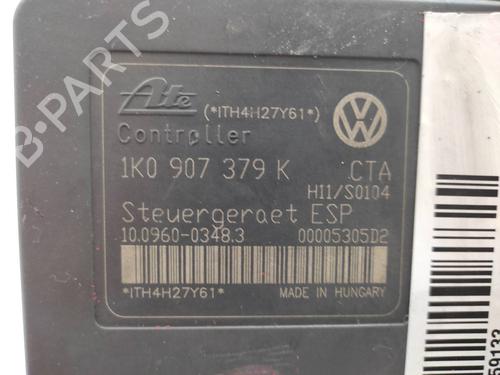 B-PARTS
Ate (*ITH4H27Y61*)
Controller
1K0 907 379 K CTA
HI1/S0104
Steuergeraet ESP
10.0960-0348.3 00005305D2
*ITH4H27Y61*
MADE IN HUNGARY